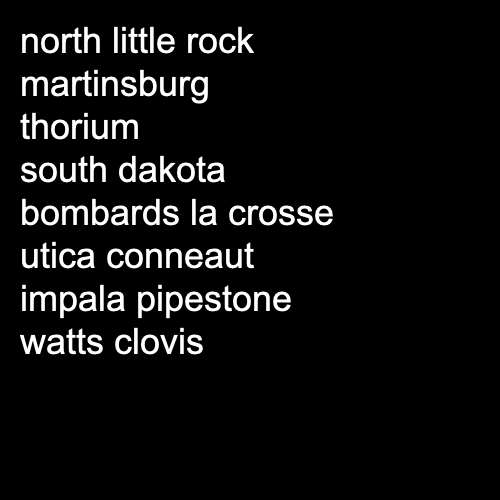 north little rock
martinsburg
thorium
south dakota
bombards la crosse
utica conneaut
impala pipestone
watts clovis